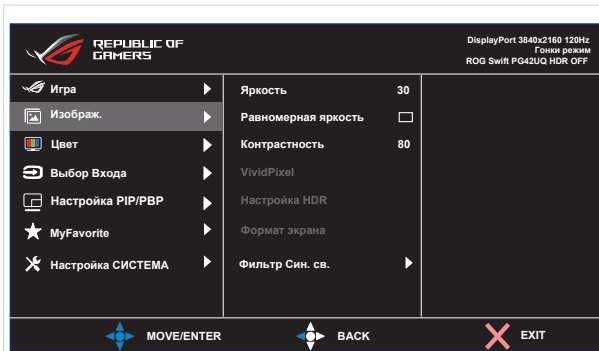 REPUBLIC OF
GAMERS
DisplayPort 3840x2160 120Hz
Гонки режим
ROG Swift PG42UQ HDR OFF
Игра
Изображ.
Цвет
Выбор Входа
Настройка PIP/PBP
MyFavorite
Настройка СИСТЕМА
Яркость 30
Равномерная яркость
Контрастность 80
VividPixel
Настройка HDR
Формат экрана
Фильтр Син. св.
MOVE/ENTER
BACK
EXIT